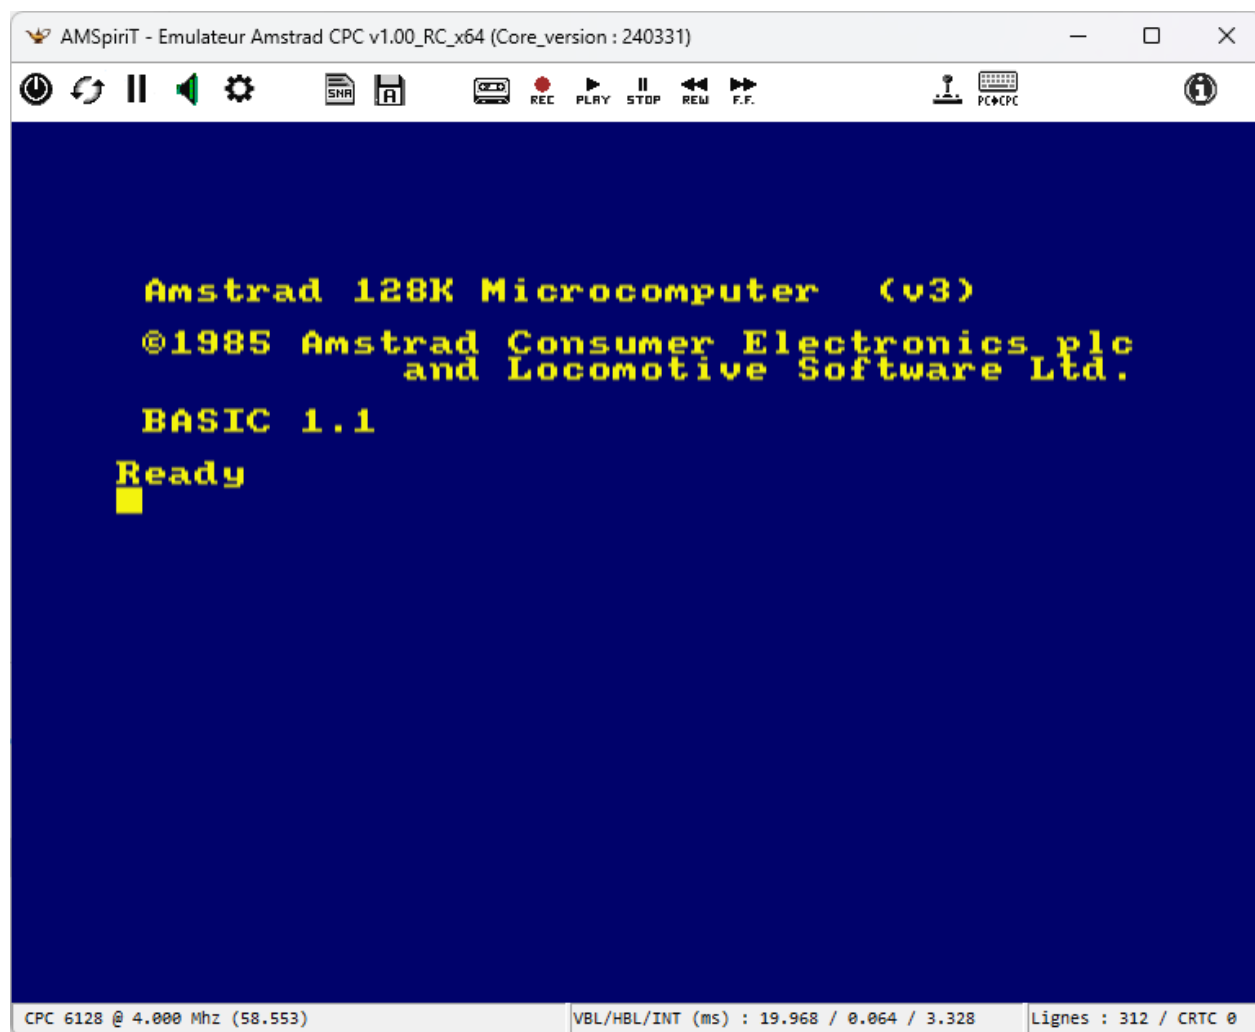 AMSpiriT - Emulateur Amstrad CPC v1.00_RC_x64 (Core_version : 240331)
SNA A REC PLAY STOP REW F.F. PC CPC
Amstrad 128K Microcomputer (v3)
©1985 Amstrad Consumer Electronics plc
and Locomotive Software Ltd.
BASIC 1.1
Ready
CPC 6128 @ 4.000 Mhz (58.553) VBL/HBL/INT (ms) : 19.968 / 0.064 / 3.328 Lignes : 312 / CRTC 0